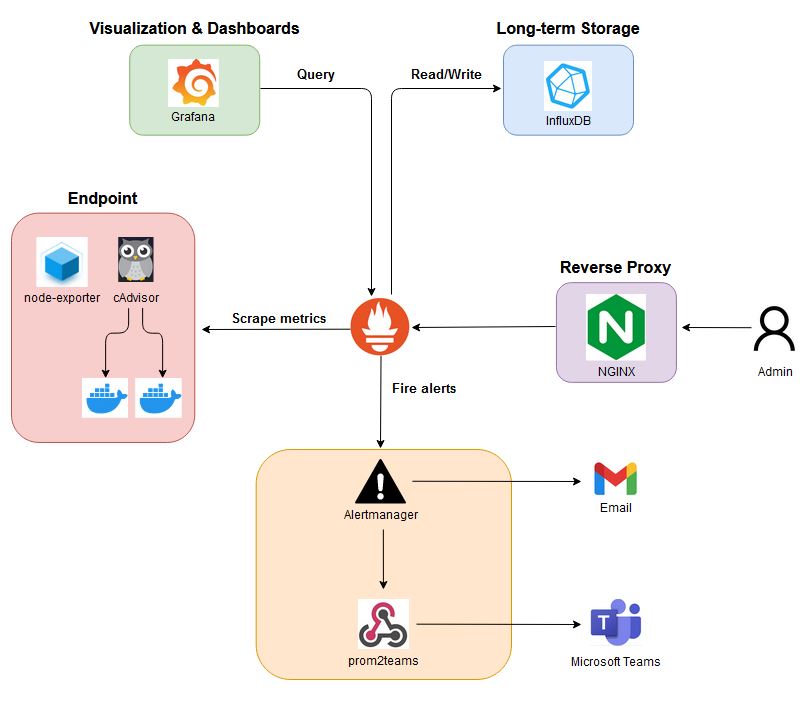 Visualization & Dashboards
Long-term Storage
Query
Read/Write
Grafana
InfluxDB
Endpoint
node-exporter
cAdvisor
Reverse Proxy
Scrape metrics
N
NGINX
Admin
Fire alerts
Alertmanager
Email
prom2teams
T
Microsoft Teams